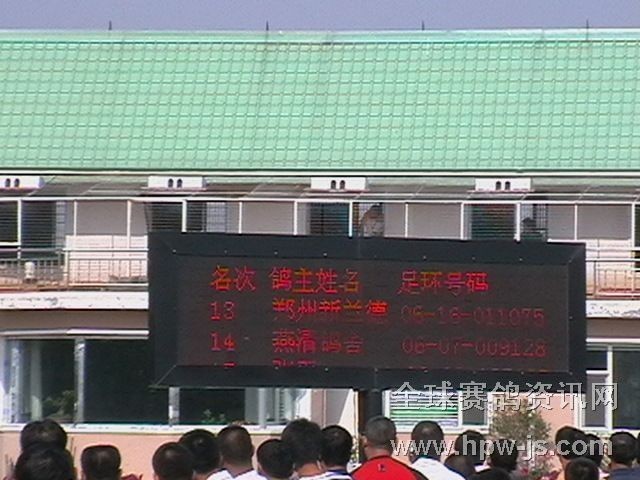 名次 鸽主姓名 足环号码
13 郑州新兰德 06-16-011075
14 燕清鸽舍 06-07-009128
全球赛鸽资讯网
www.hpw-js.com